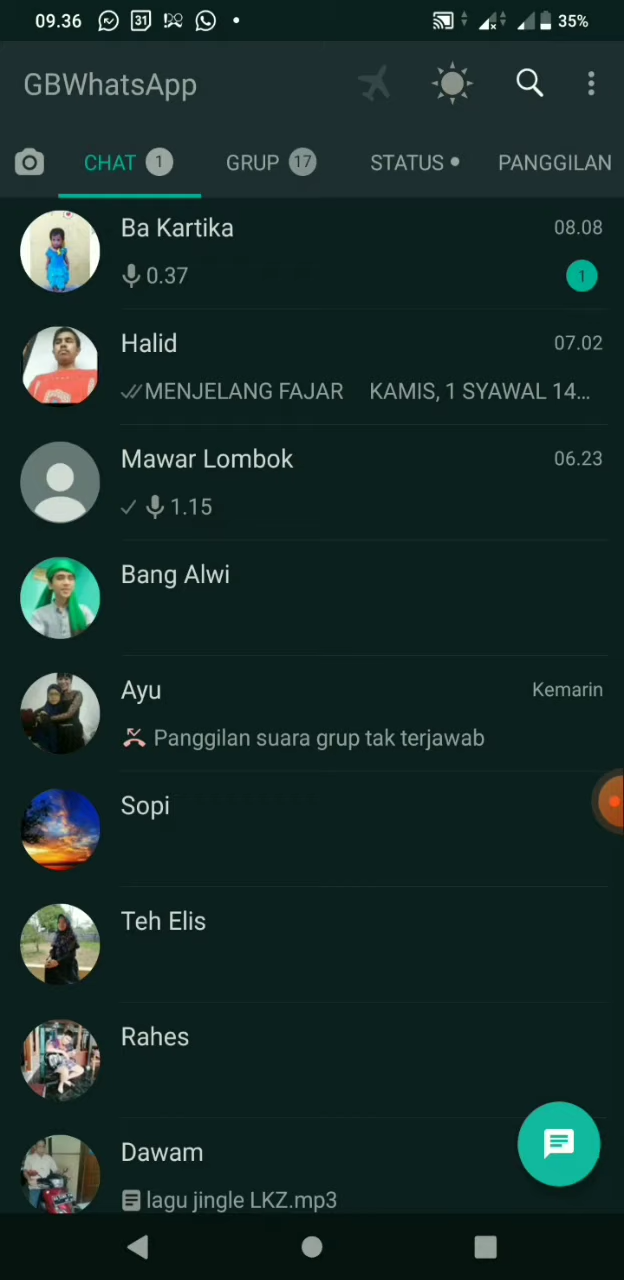 09.36 31 35%
GBWhatsApp
CHAT 1 GRUP 17 STATUS PANGGILAN
Ba Kartika 08.08
0.37 1
Halid 07.02
MENJELANG FAJAR KAMIS, 1 SYAWAL 14...
Mawar Lombok 06.23
1.15
Bang Alwi
Ayu Kemarin
Panggilan suara grup tak terjawab
Sopi
Teh Elis
Rahes
Dawam
lagu jingle LKZ.mp3